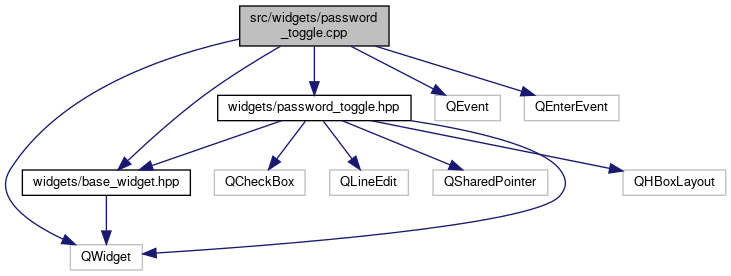 src/widgets/password
_toggle.cpp
widgets/password_toggle.hpp
QEvent
QEnterEvent
widgets/base_widget.hpp
QCheckBox
QLineEdit
QSharedPointer
QHBoxLayout
QWidget